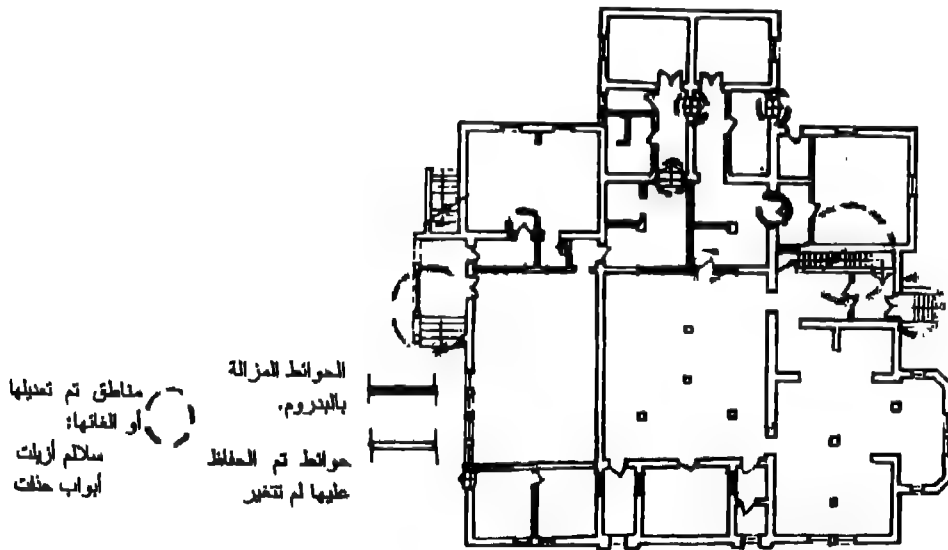 الحوائط المزالة
بالبدروم.
حوائط تم الحفاظ
عليها لم تتغير
مناطق تم تعديلها
أو الغائها:
سلالم أزيلت
أبواب حذفت